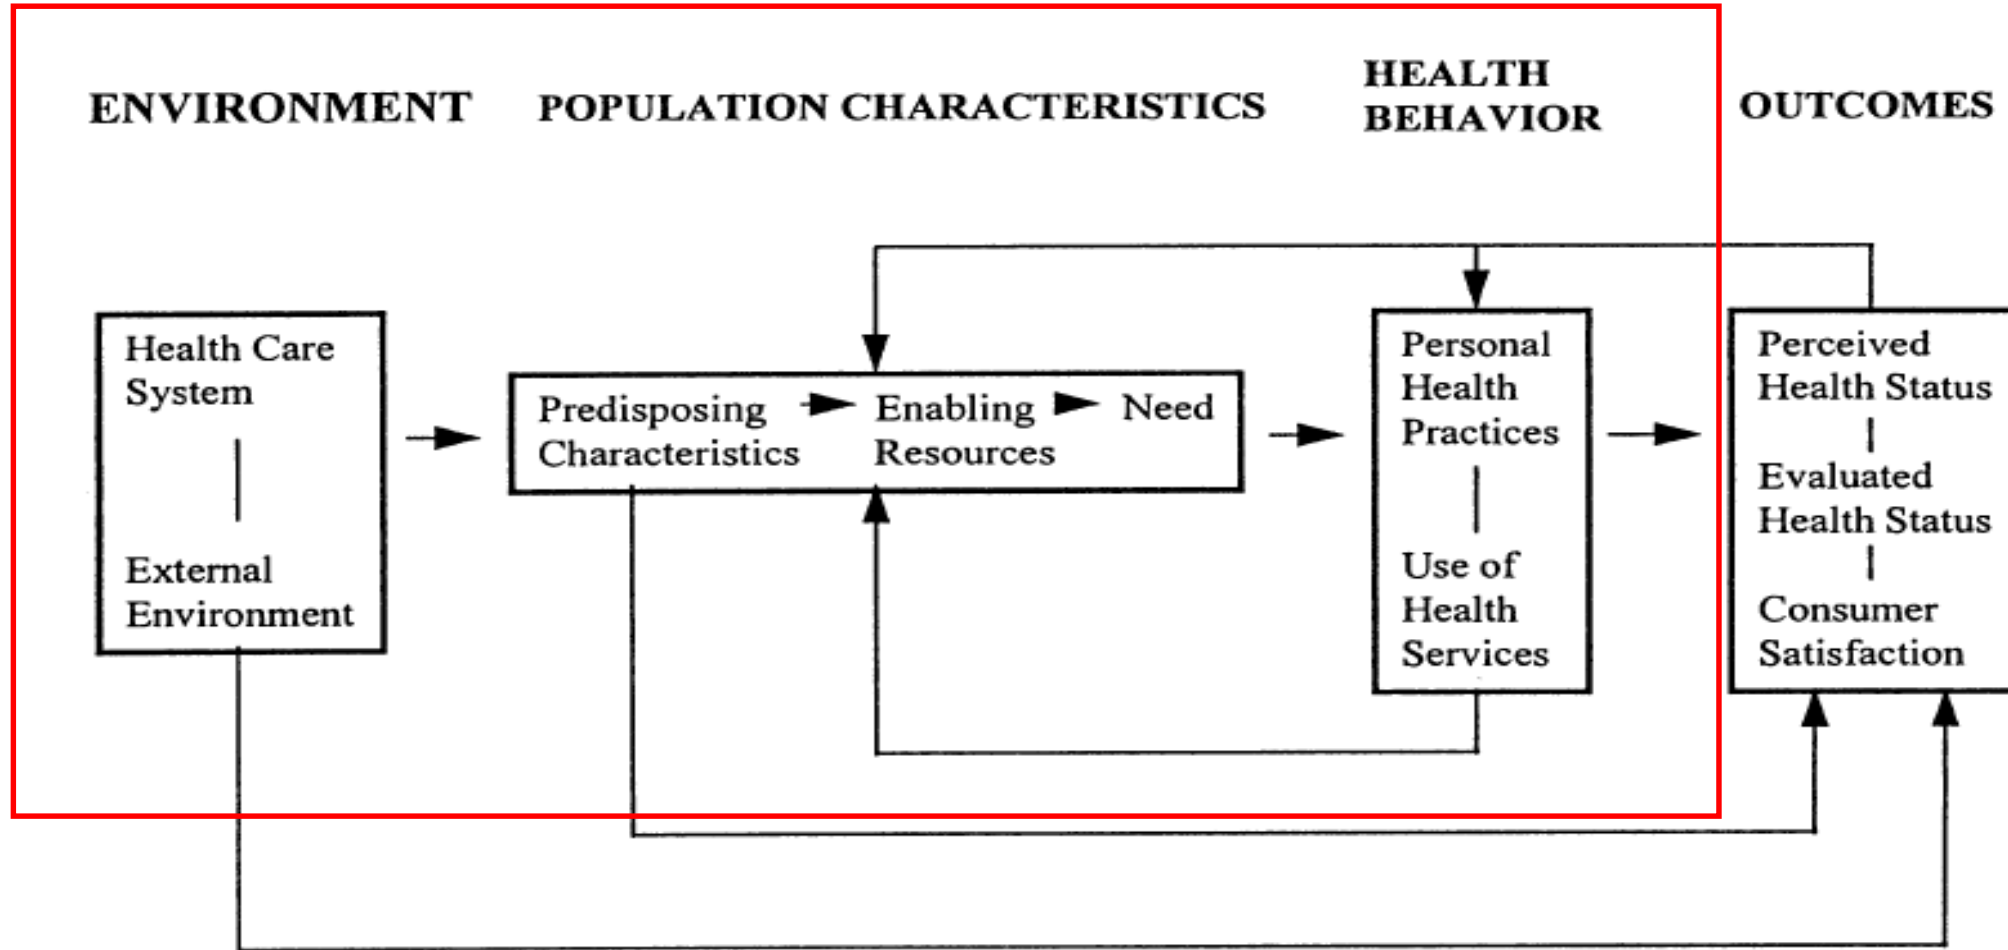 ENVIRONMENT
POPULATION CHARACTERISTICS
HEALTH
BEHAVIOR
OUTCOMES
Health Care
System
External
Environment
Predisposing
Characteristics
Enabling
Resources
Need
Personal
Health
Practices
Use of
Health
Services
Perceived
Health Status
Evaluated
Health Status
Consumer
Satisfaction